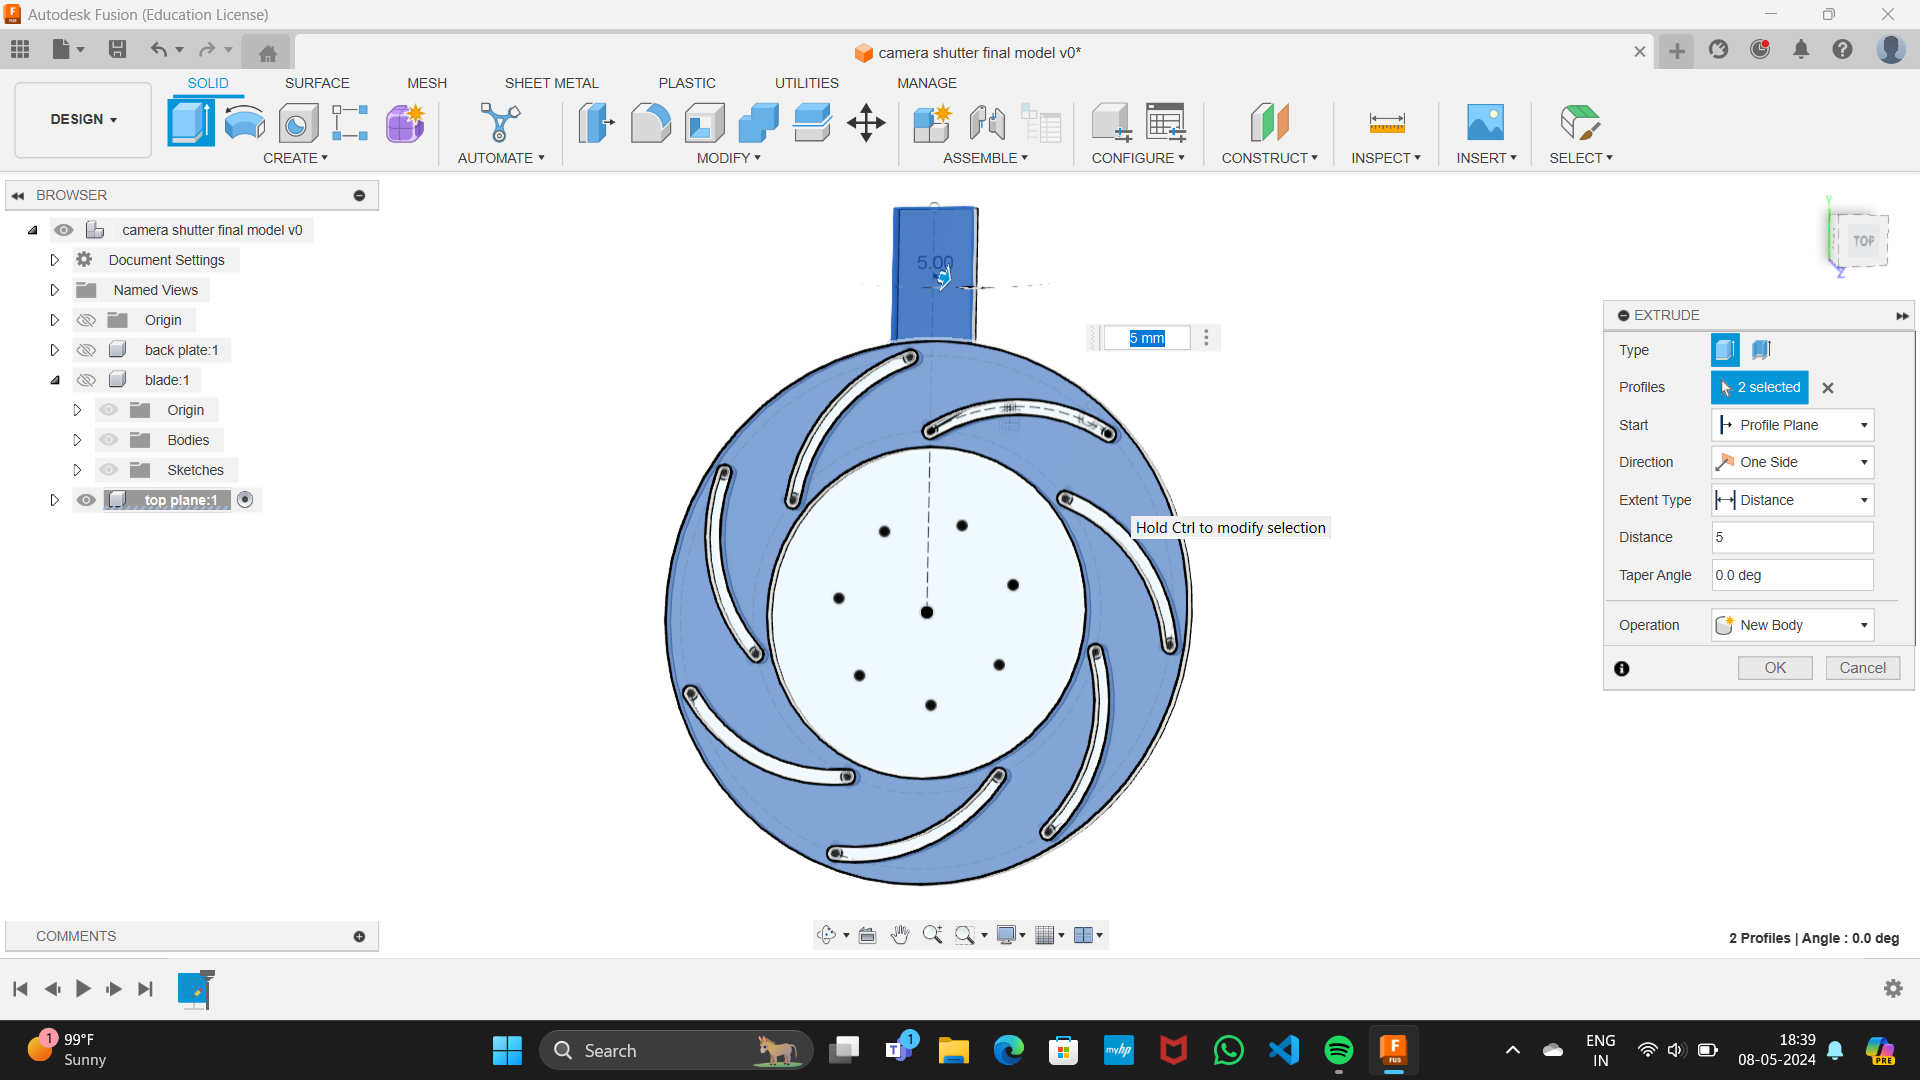 Autodesk Fusion (Education License)
camera shutter final model v0*
SOLID SURFACE MESH SHEET METAL PLASTIC UTILITIES MANAGE
DESIGN
CREATE AUTOMATE MODIFY ASSEMBLE CONFIGURE CONSTRUCT INSPECT INSERT SELECT
BROWSER
camera shutter final model v0
Document Settings
Named Views
Origin
back plate:1
blade:1
Origin
Bodies
Sketches
top plane:1
5.00
5 mm
Hold Ctrl to modify selection
Y
TOP
Z
EXTRUDE
Type
Profiles 2 selected
Start Profile Plane
Direction One Side
Extent Type Distance
Distance 5
Taper Angle 0.0 deg
Operation New Body
OK Cancel
COMMENTS
2 Profiles | Angle : 0.0 deg
1
99°F
Sunny
Search
1
myhp
F
FUS
ENG
IN
18:39
08-05-2024
PRE